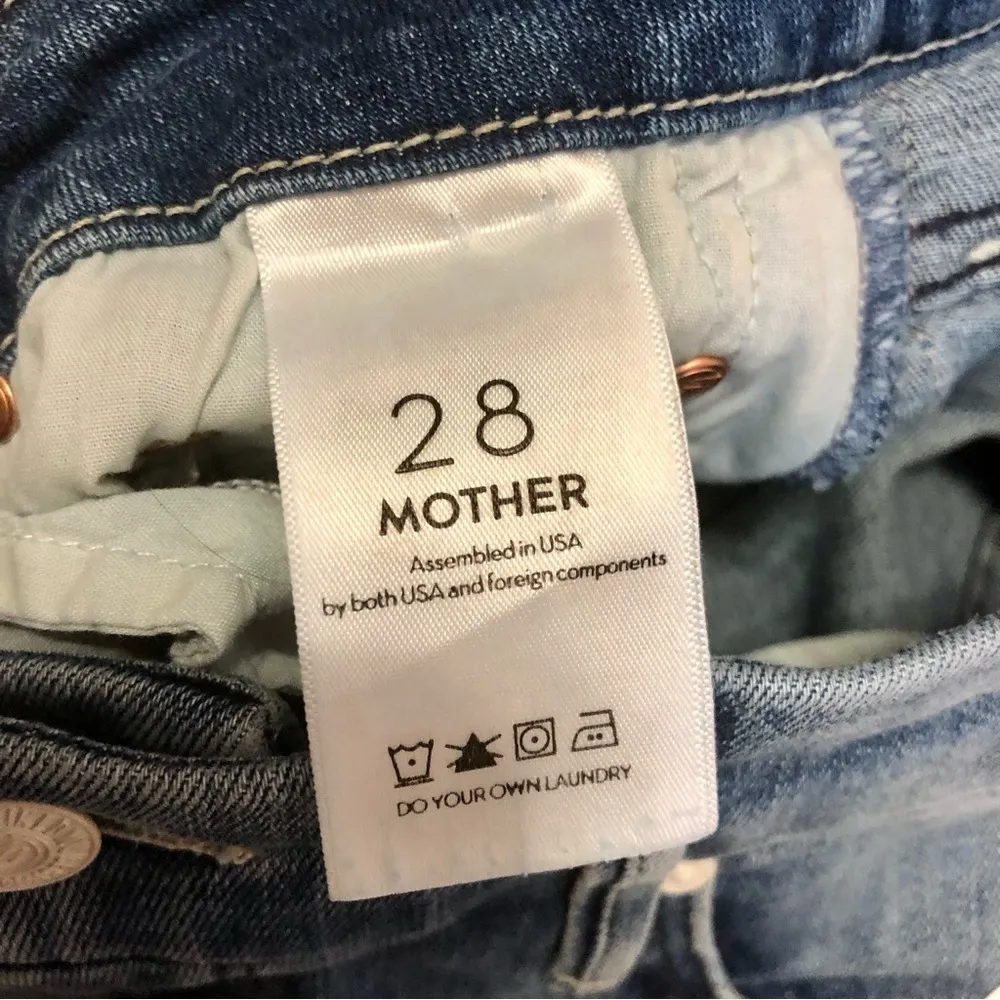 28
MOTHER
Assembled in USA
by both USA and foreign components
DO YOUR OWN LAUNDRY